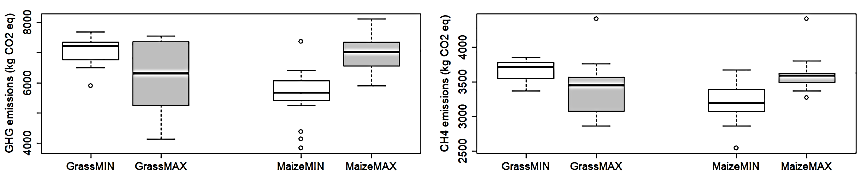 GHG emissions (kg CO2 eq)
8000
6000
4000
GrassMIN GrassMAX MaizeMIN MaizeMAX
CH4 emissions (kg CO2 eq)
4000
3500
3000
2500
GrassMIN GrassMAX MaizeMIN MaizeMAX